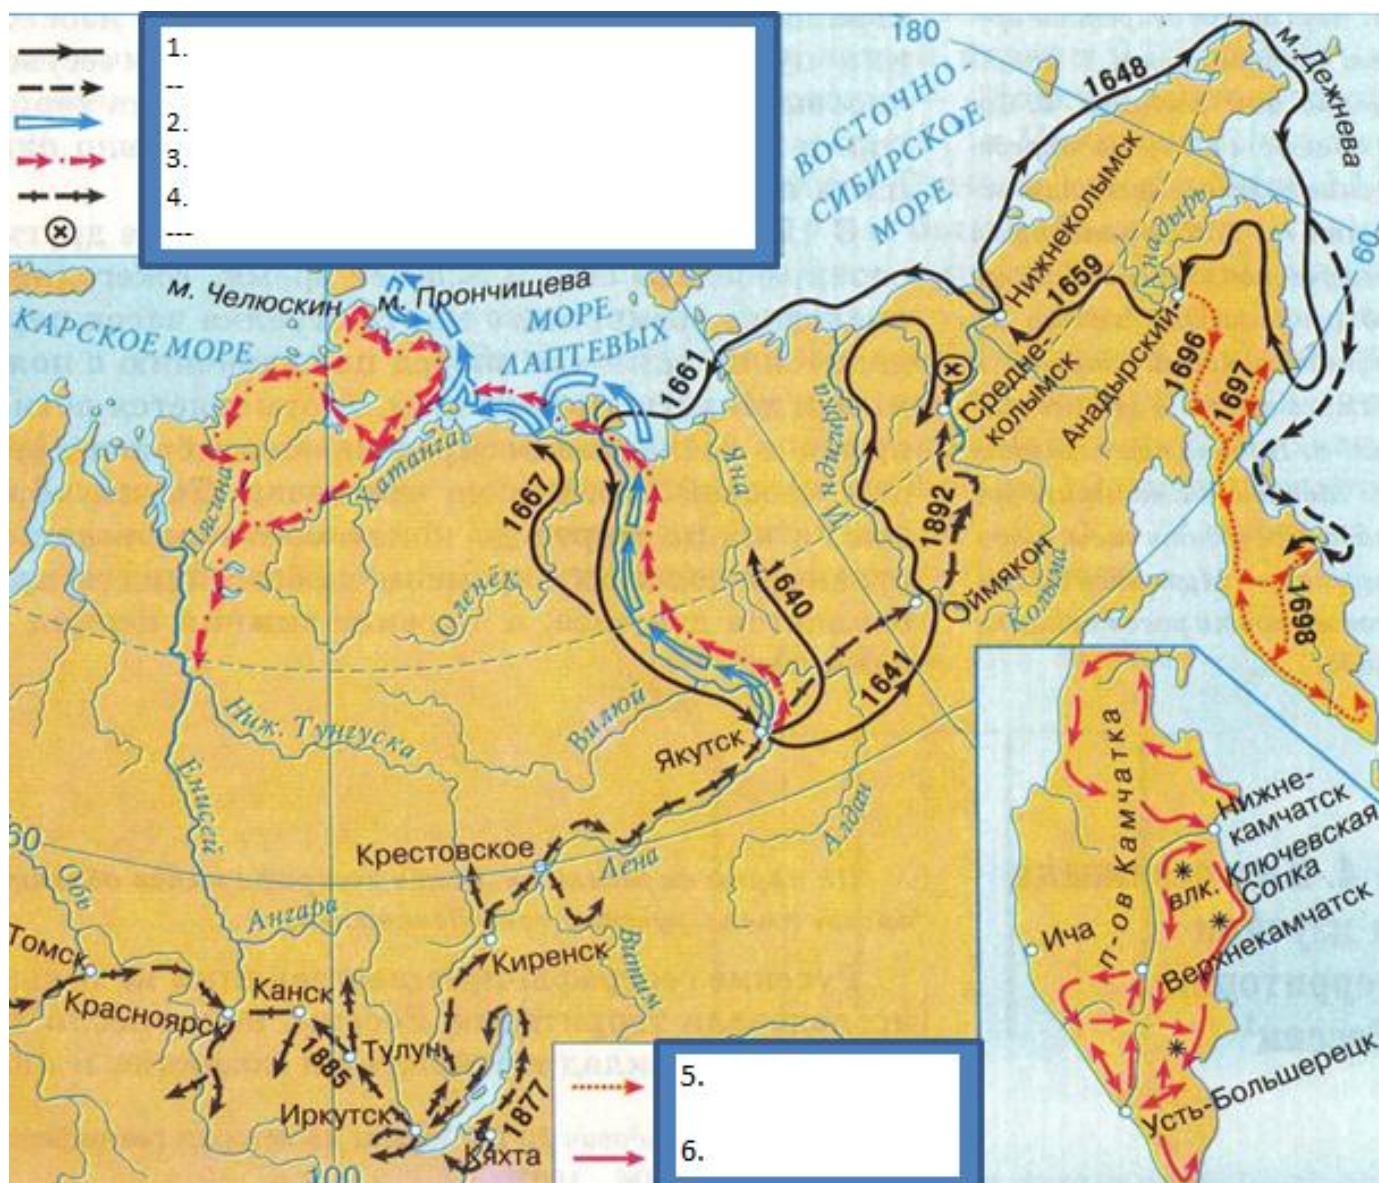 1.
--
2.
3.
4.
---
180
м. Дежнева
1648
ВОСТОЧНО-
СИБИРСКОЕ
МОРЕ
60
Нижнеколымск
Анадырь
1659
м. Челюскин
м. Прончищева
КАРСКОЕ МОРЕ
МОРЕ
ЛАПТЕВЫХ
1661
Средне-
колымск
Анадырский
1696
1697
Индигирка
Яна
Хатанга
Пясина
1667
1892
Оймякон
Колыма
1640
Оленёк
1698
1641
Вилюй
Ниж. Тунгуска
Якутск
Енисей
Алдан
п-ов Камчатка
Нижне-
камчатск
влк. Ключевская
Сопка
Верхнекамчатск
Ича
Усть-Большерецк
60
Крестовское
Лена
Обь
Ангара
Томск
Киренск
Витим
Красноярск
Канск
Тулун
1885
Иркутск
1877
Кяхта
100
5.
6.